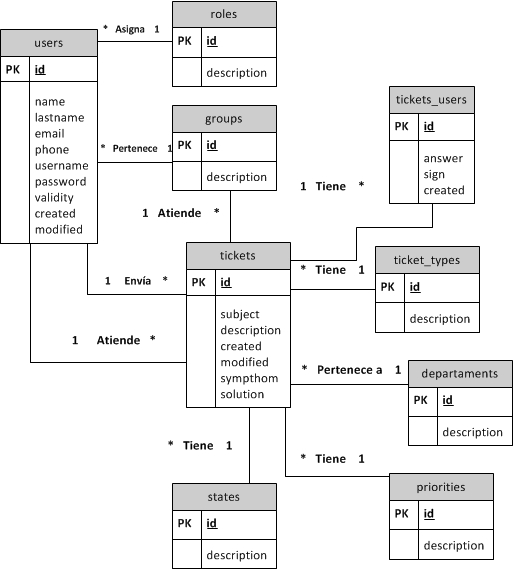 users
PK id
name
lastname
email
phone
username
password
validity
created
modified
* Asigna 1
roles
PK id
description
* Pertenece 1
groups
PK id
description
1 Atiende *
tickets_users
PK id
answer
sign
created
1 Tiene *
tickets
PK id
subject
description
created
modified
sympthom
solution
1 Envía *
1 Atiende *
* Tiene 1
ticket_types
PK id
description
* Pertenece a 1
departaments
PK id
description
* Tiene 1
states
PK id
description
* Tiene 1
priorities
PK id
description